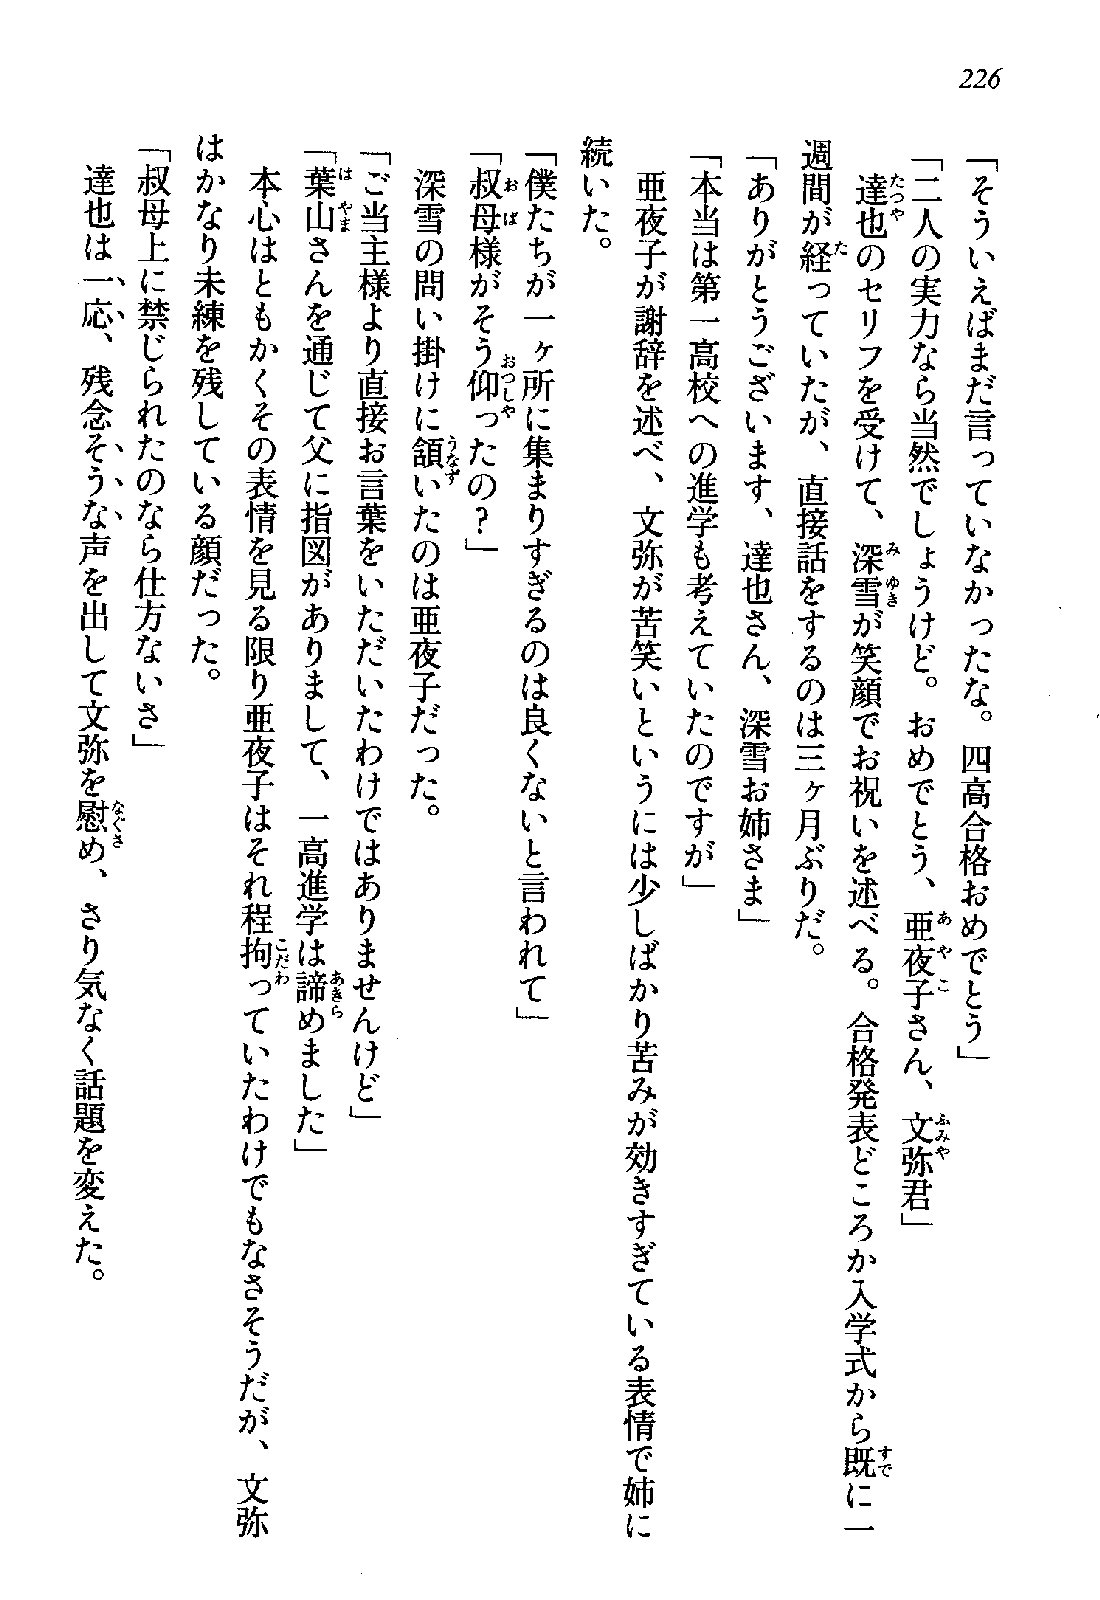 226
「そういえばまだ言っていなかったな。四高合格おめでとう」
「二人の実力なら当然でしょうけど。おめでとう、亜夜子さん、文弥君」
達也のセリフを受けて、深雪が笑顔でお祝いを述べる。合格発表どころか入学式から既に一
週間が経っていたが、直接話をするのは三ヶ月ぶりだ。
「ありがとうございます、達也さん、深雪お姉さま」
「本当は第一高校への進学も考えていたのですが」
亜夜子が謝辞を述べ、文弥が苦笑いというには少しばかり苦みが効きすぎている表情で姉に
続いた。
「僕たちが一ヶ所に集まりすぎるのは良くないと言われて」
「叔母様がそう仰ったの？」
深雪の問い掛けに頷いたのは亜夜子だった。
「ご当主様より直接お言葉をいただいたわけではありませんけど」
「葉山さんを通じて父に指図がありまして、一高進学は諦めました」
本心はともかくその表情を見る限り亜夜子はそれ程拘っていたわけでもなさそうだが、文弥
はかなり未練を残している顔だった。
「叔母上に禁じられたのなら仕方ないさ」
達也は一応、残念そうな声を出して文弥を慰め、さり気なく話題を変えた。